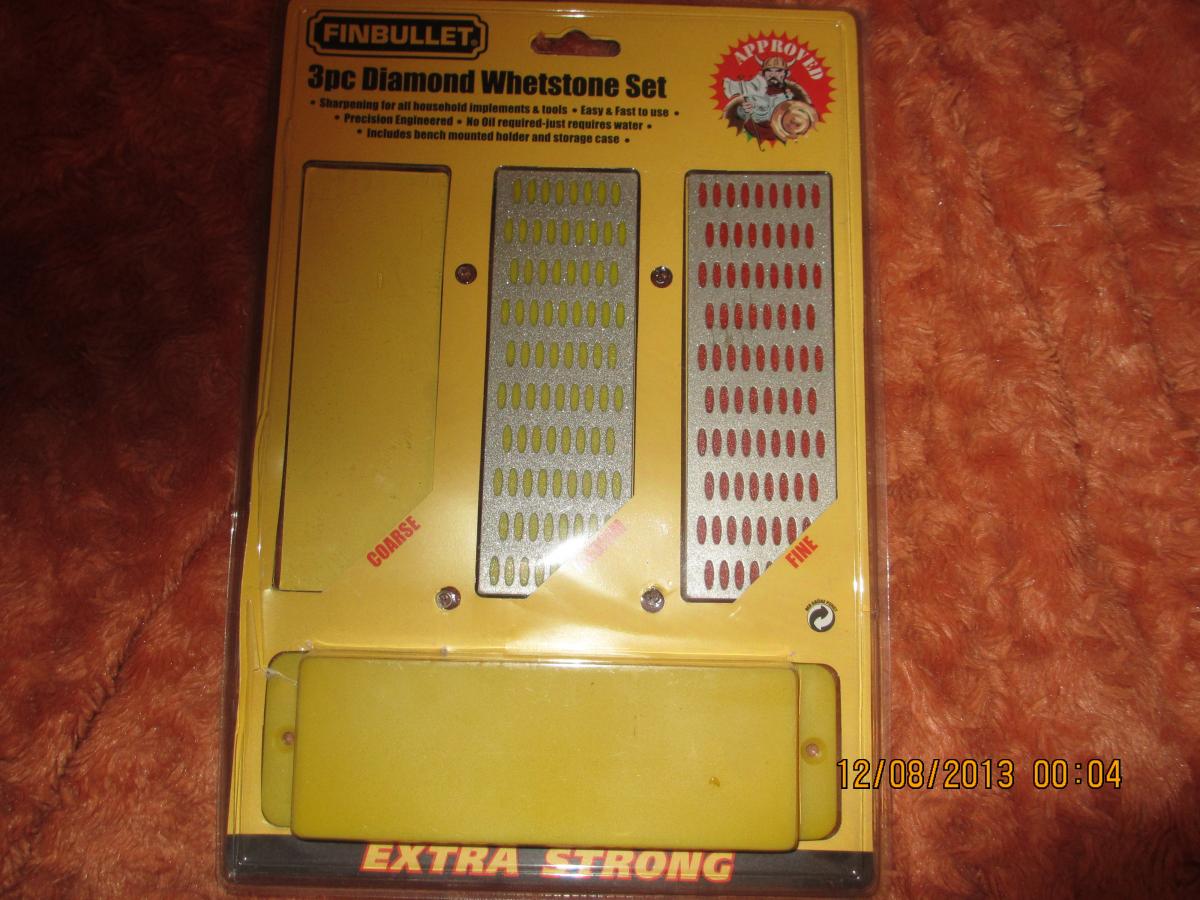 FINBULLET®
3pc Diamond Whetstone Set
APPROVED
• Sharpening for all household implements & tools • Easy & Fast to use •
• Precision Engineered • No Oil required-just requires water •
• Includes bench mounted holder and storage case •
COARSE
FINE
12/08/2013 00:04
EXTRA STRONG